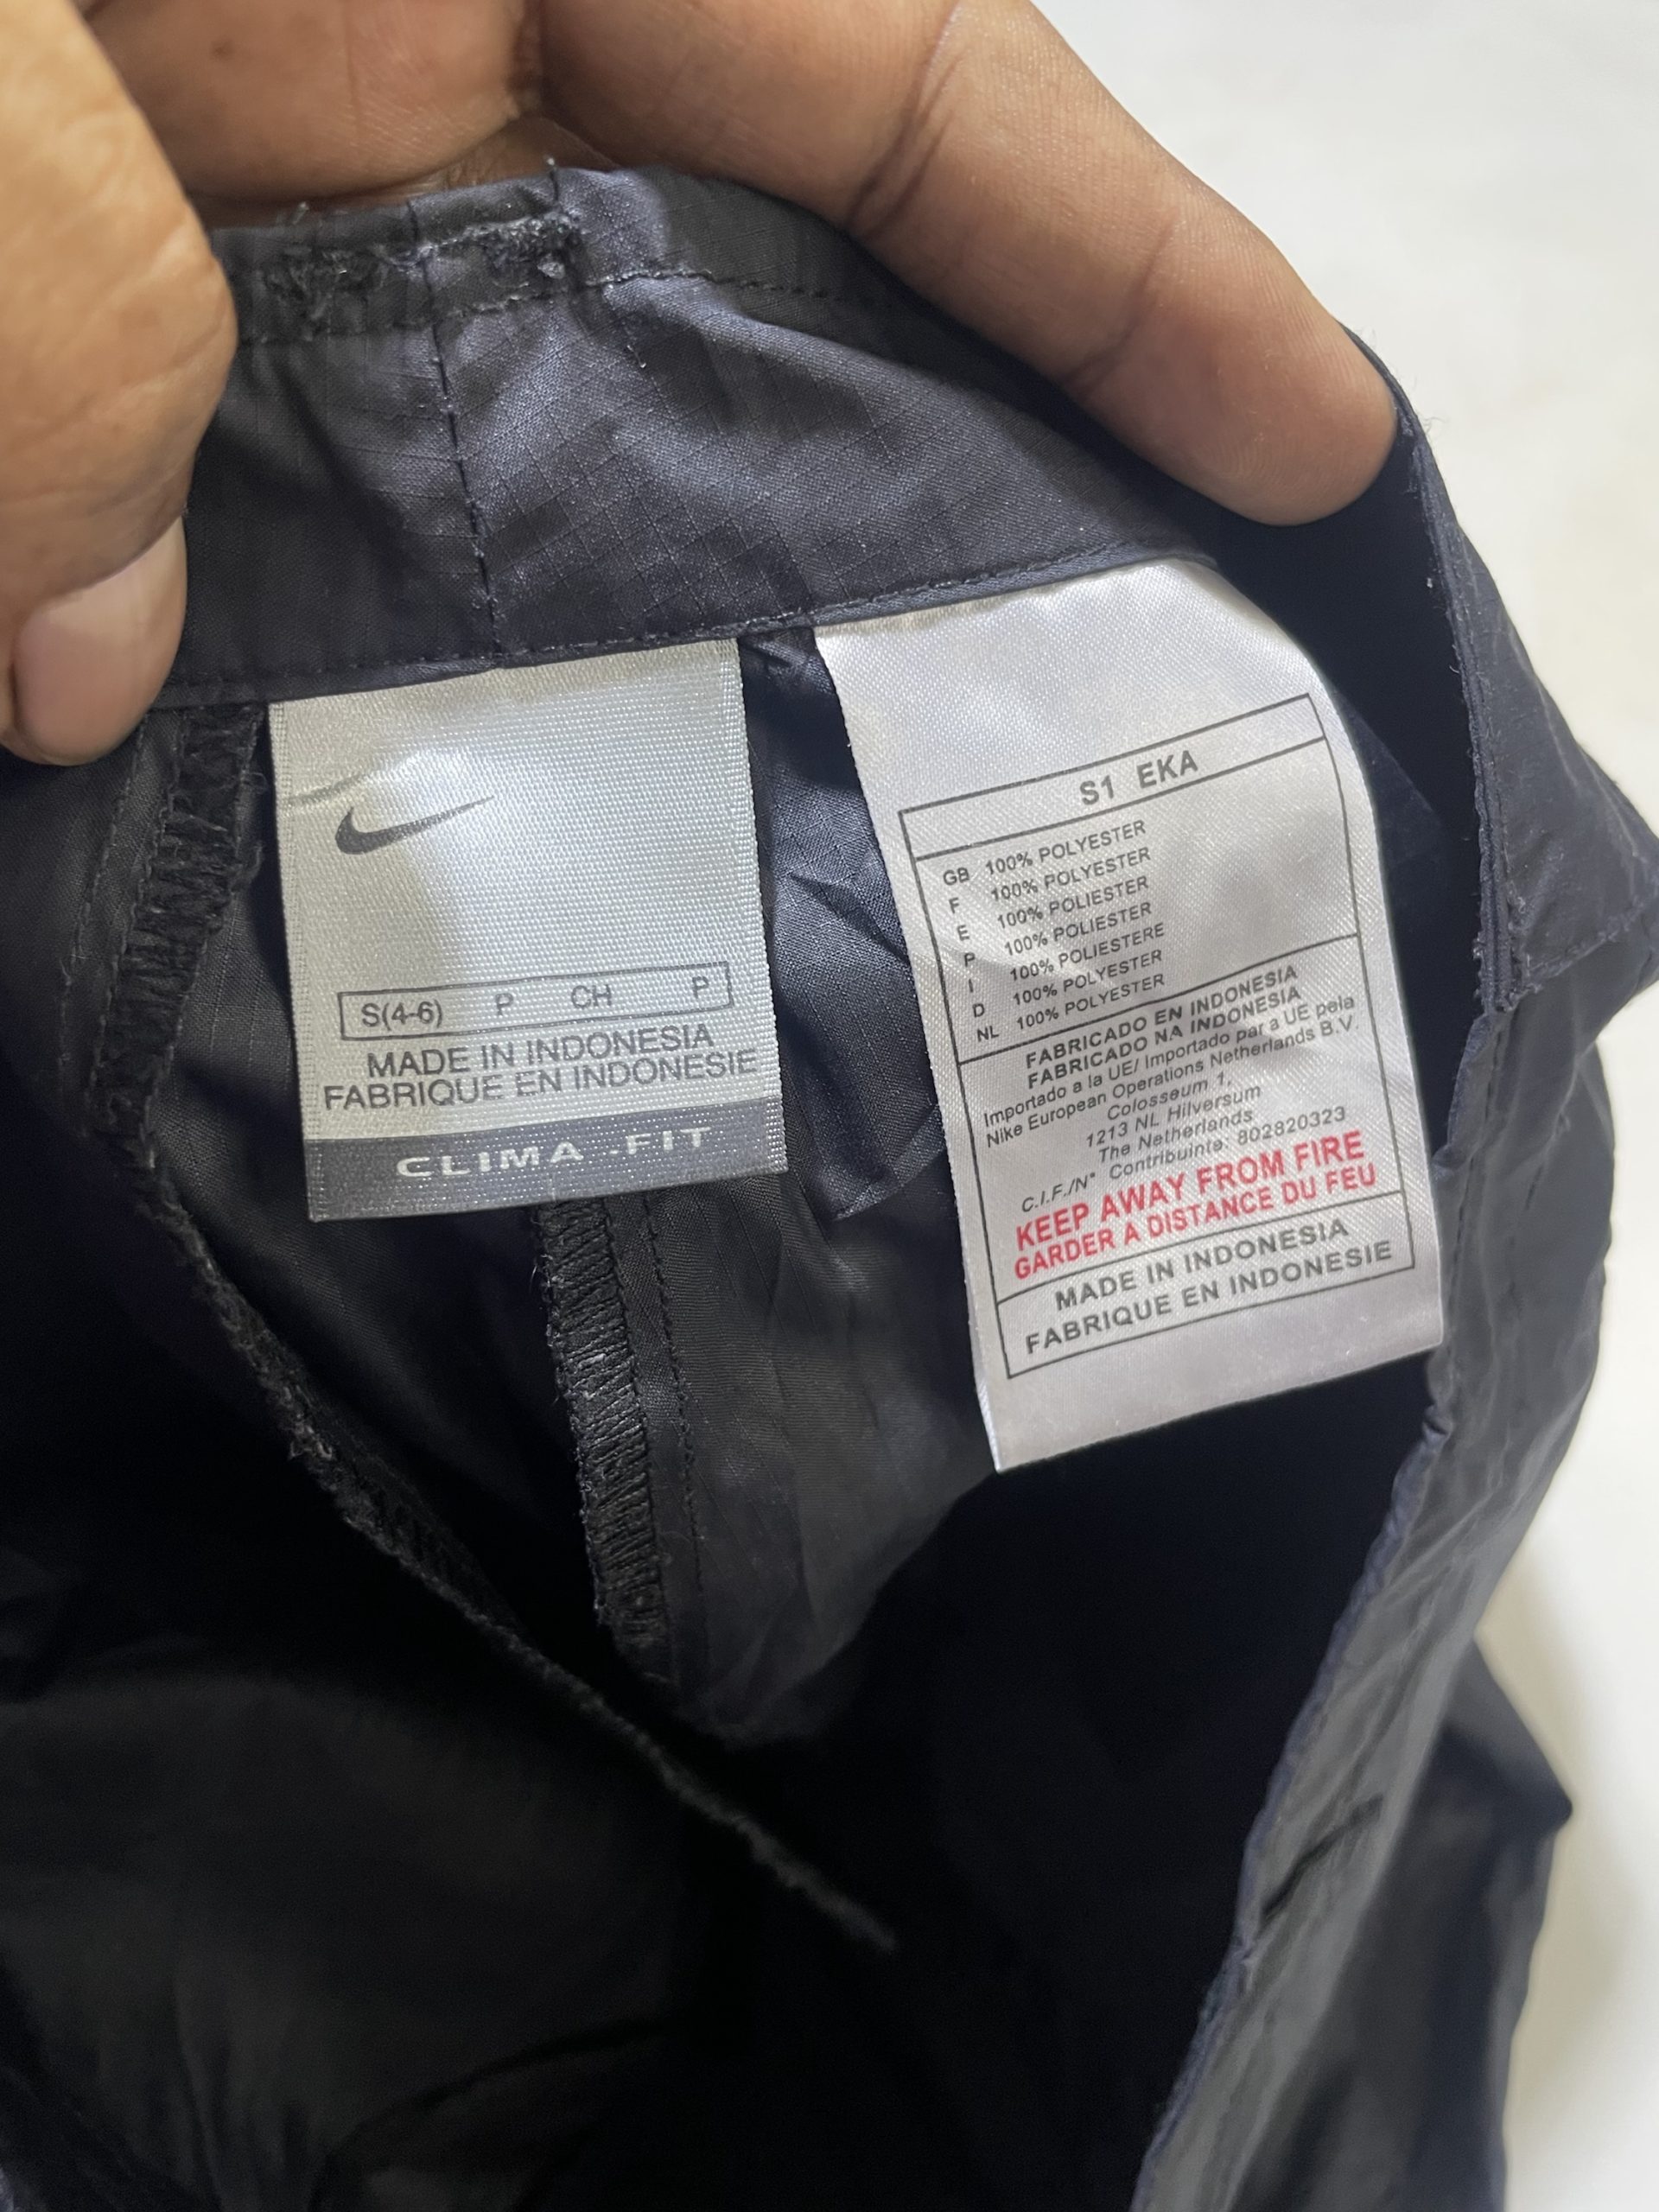 S(4-6) P CH P
MADE IN INDONESIA
FABRIQUE EN INDONESIE
CLIMA .FIT
S1 EKA
GB 100% POLYESTER
F 100% POLYESTER
E 100% POLIESTER
P 100% POLIESTER
I 100% POLIESTERE
D 100% POLYESTER
NL 100% POLYESTER
FABRICADO EN INDONESIA
FABRICADO NA INDONESIA
Importado a la UE/ Importado par a UE pela
Nike European Operations Netherlands B.V.
Colosseum 1,
1213 NL Hilversum
The Netherlands
C.I.F./N° Contribuinte: 802820323
KEEP AWAY FROM FIRE
GARDER A DISTANCE DU FEU
MADE IN INDONESIA
FABRIQUE EN INDONESIE